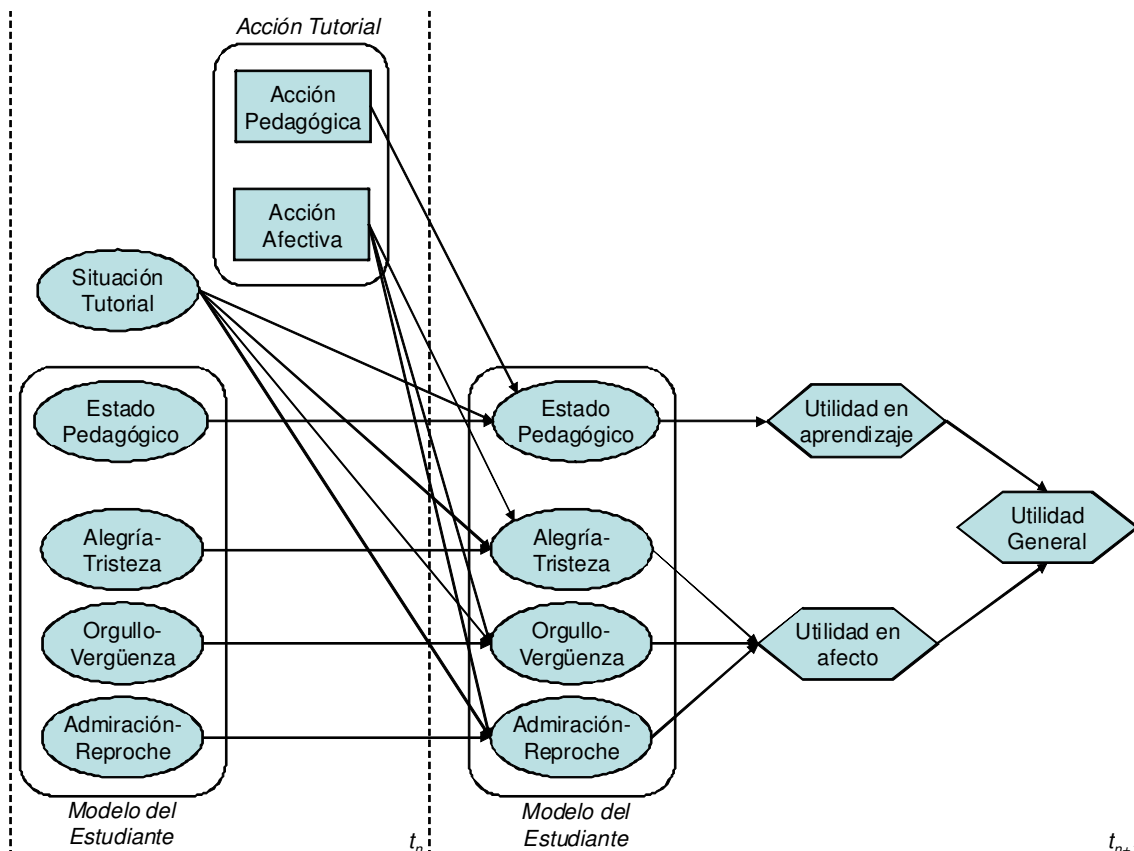 Acción Tutorial
Acción
Pedagógica
Acción
Afectiva
Situación
Tutorial
Estado
Pedagógico
Alegría-
Tristeza
Orgullo-
Vergüenza
Admiración-
Reproche
Modelo del
Estudiante
t_n
Estado
Pedagógico
Alegría-
Tristeza
Orgullo-
Vergüenza
Admiración-
Reproche
Modelo del
Estudiante
Utilidad en
aprendizaje
Utilidad en
afecto
Utilidad
General
t_n+